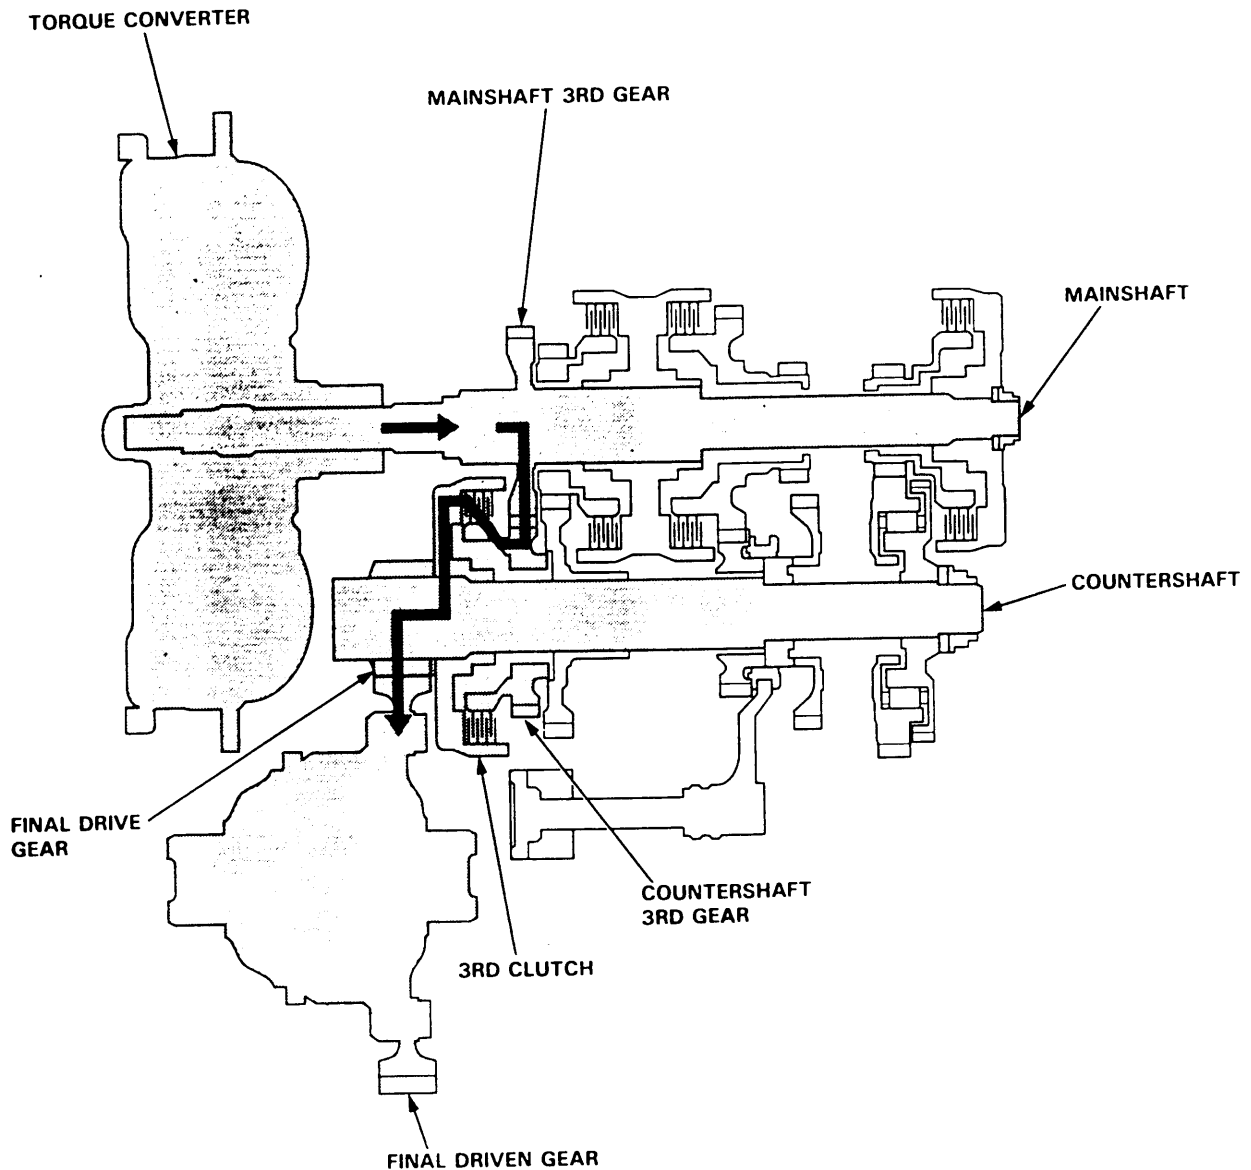 TORQUE CONVERTER
MAINSHAFT 3RD GEAR
MAINSHAFT
COUNTERSHAFT
FINAL DRIVE
GEAR
COUNTERSHAFT
3RD GEAR
3RD CLUTCH
FINAL DRIVEN GEAR